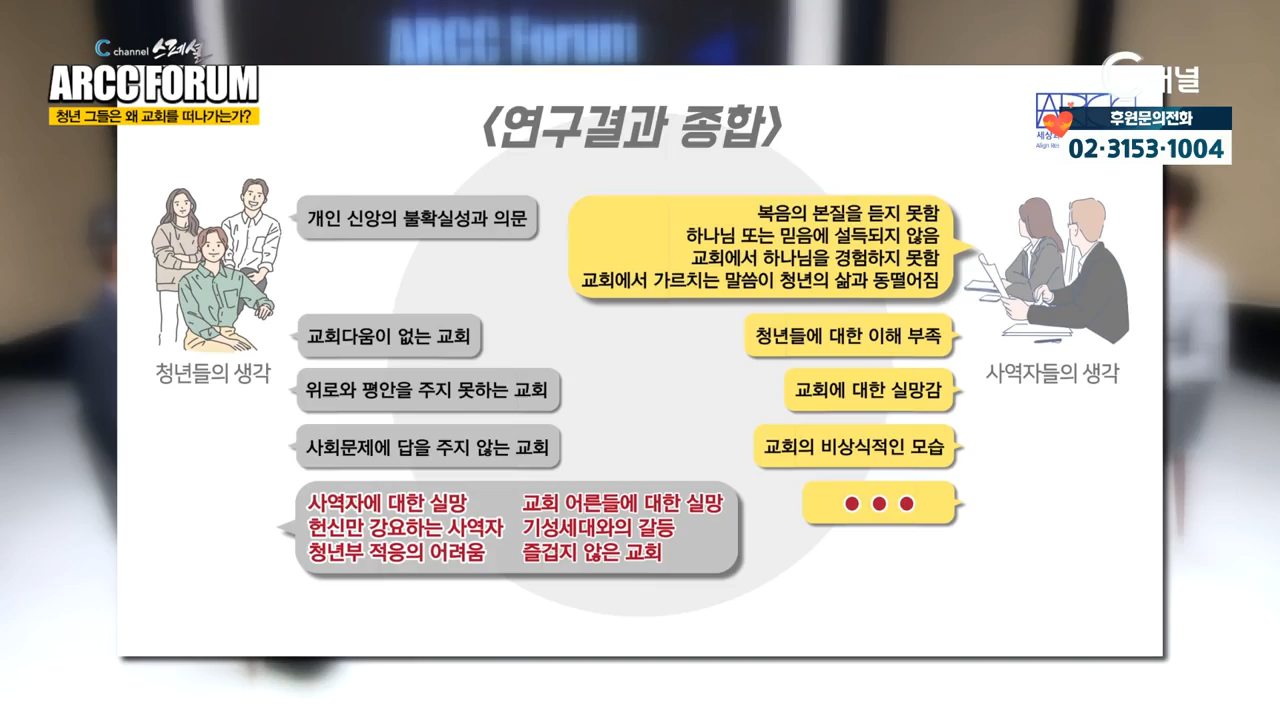 C channel 스페셜
ARCC FORUM
청년 그들은 왜 교회를 떠나가는가?
ARCC Forum
<연구결과 종합>
C채널
후원문의전화
02·3153·1004
개인 신앙의 불확실성과 의문
복음의 본질을 듣지 못함
하나님 또는 믿음에 설득되지 않음
교회에서 하나님을 경험하지 못함
교회에서 가르치는 말씀이 청년의 삶과 동떨어짐
교회다움이 없는 교회
청년들에 대한 이해 부족
청년들의 생각
사역자들의 생각
위로와 평안을 주지 못하는 교회
교회에 대한 실망감
사회문제에 답을 주지 않는 교회
교회의 비상식적인 모습
사역자에 대한 실망
교회 어른들에 대한 실망
헌신만 강요하는 사역자
기성세대와의 갈등
청년부 적응의 어려움
즐겁지 않은 교회